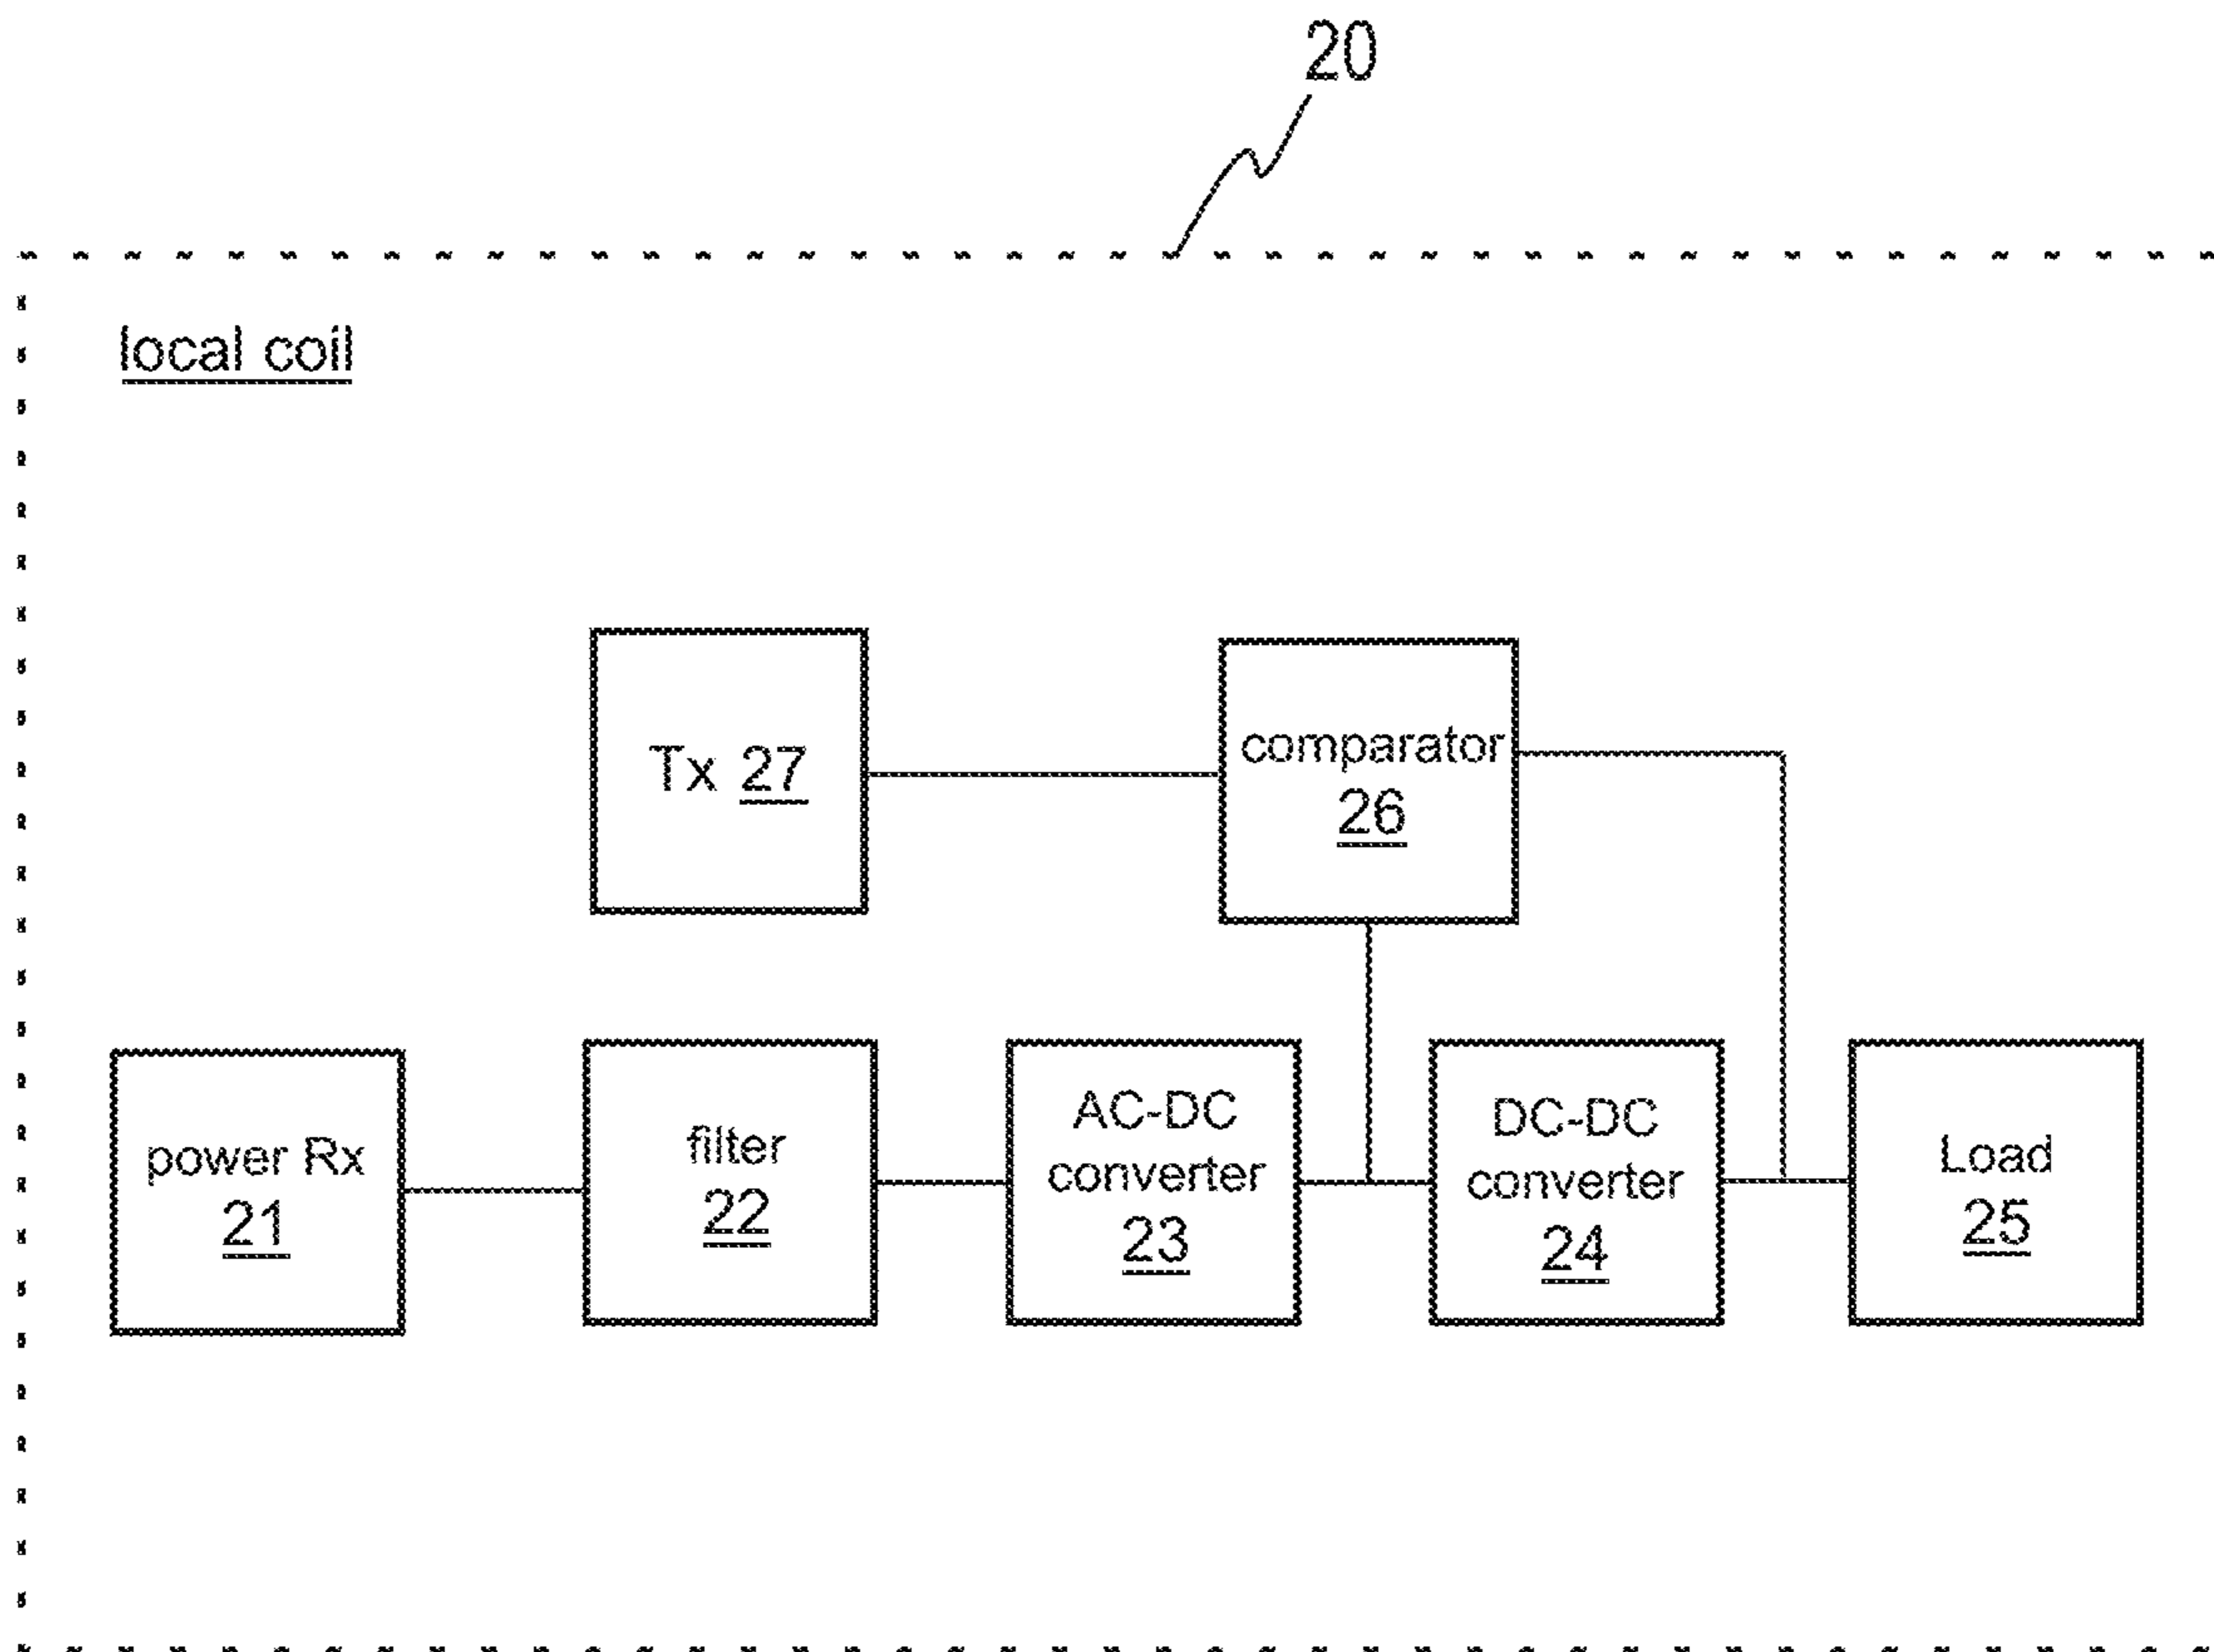 20
local coil
Tx 27
comparator
26
power Rx
21
filter
22
AC-DC
converter
23
DC-DC
converter
24
Load
25